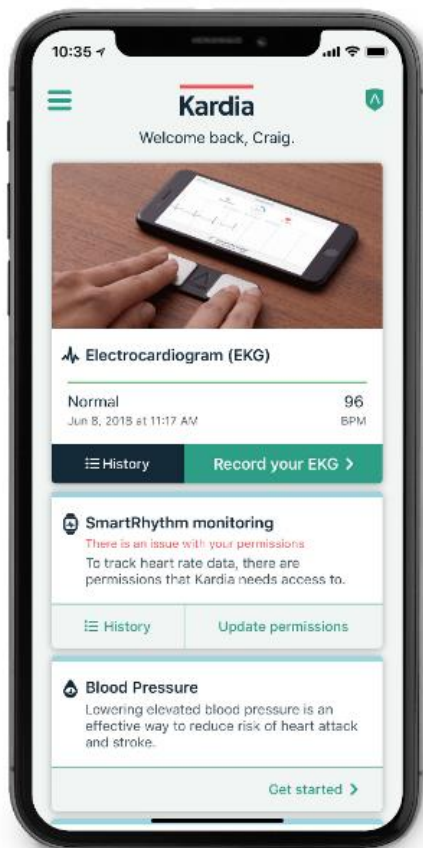 10:35
Kardia
Welcome back, Craig.
Electrocardiogram (EKG)
Normal 96
Jun 8, 2018 at 11:17 AM BPM
History Record your EKG
SmartRhythm monitoring
There is an issue with your permissions
To track heart rate data, there are
permissions that Kardia needs access to.
History Update permissions
Blood Pressure
Lowering elevated blood pressure is an
effective way to reduce risk of heart attack
and stroke.
Get started